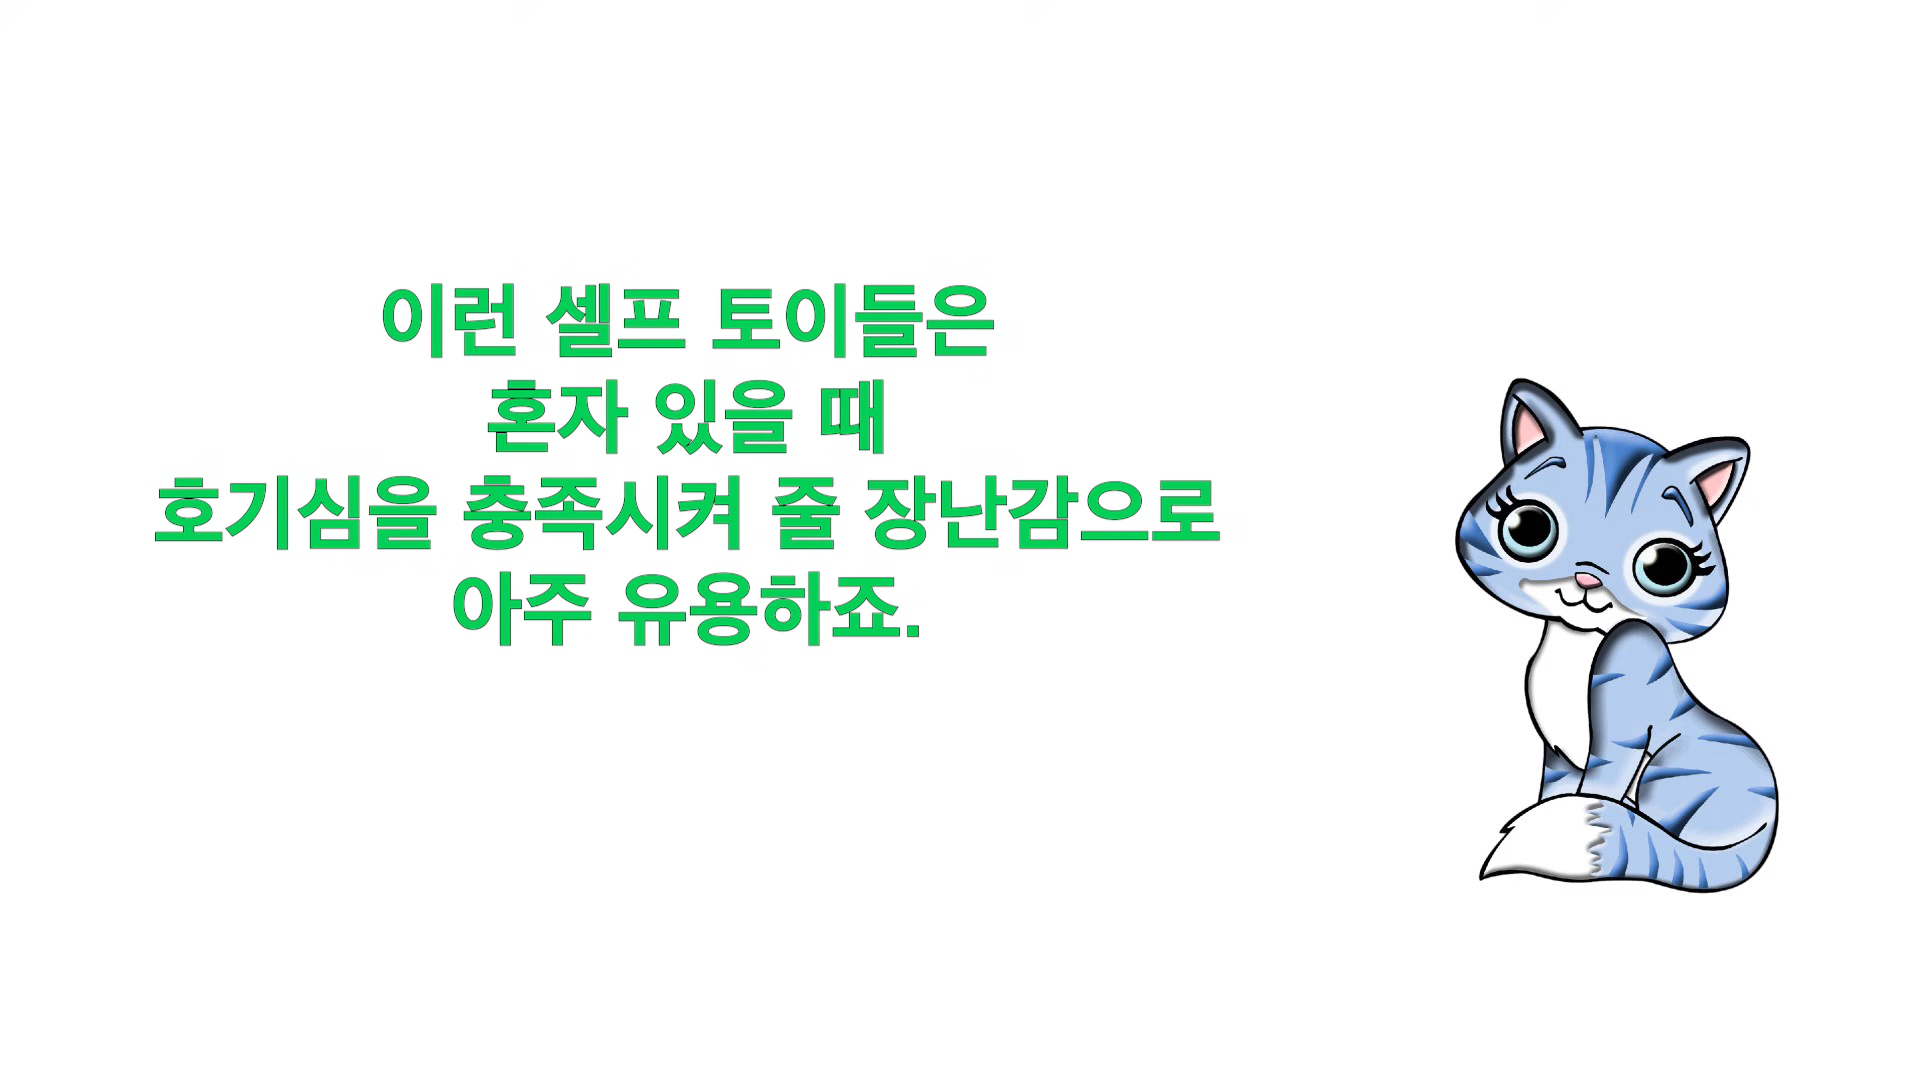 이런 셀프 토이들은
혼자 있을 때
호기심을 충족시켜 줄 장난감으로
아주 유용하죠.